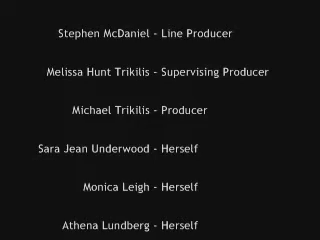 Stephen McDaniel - Line Producer
Melissa Hunt Trikilis - Supervising Producer
Michael Trikilis - Producer
Sara Jean Underwood - Herself
Monica Leigh - Herself
Athena Lundberg - Herself